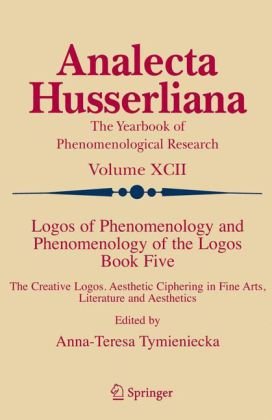 Analecta
Husserliana
The Yearbook of
Phenomenological Research
Volume XCII
Logos of Phenomenology and
Phenomenology of the Logos
Book Five
The Creative Logos. Aesthetic Ciphering in Fine Arts,
Literature and Aesthetics
Edited by
Anna-Teresa Tymieniecka
Springer